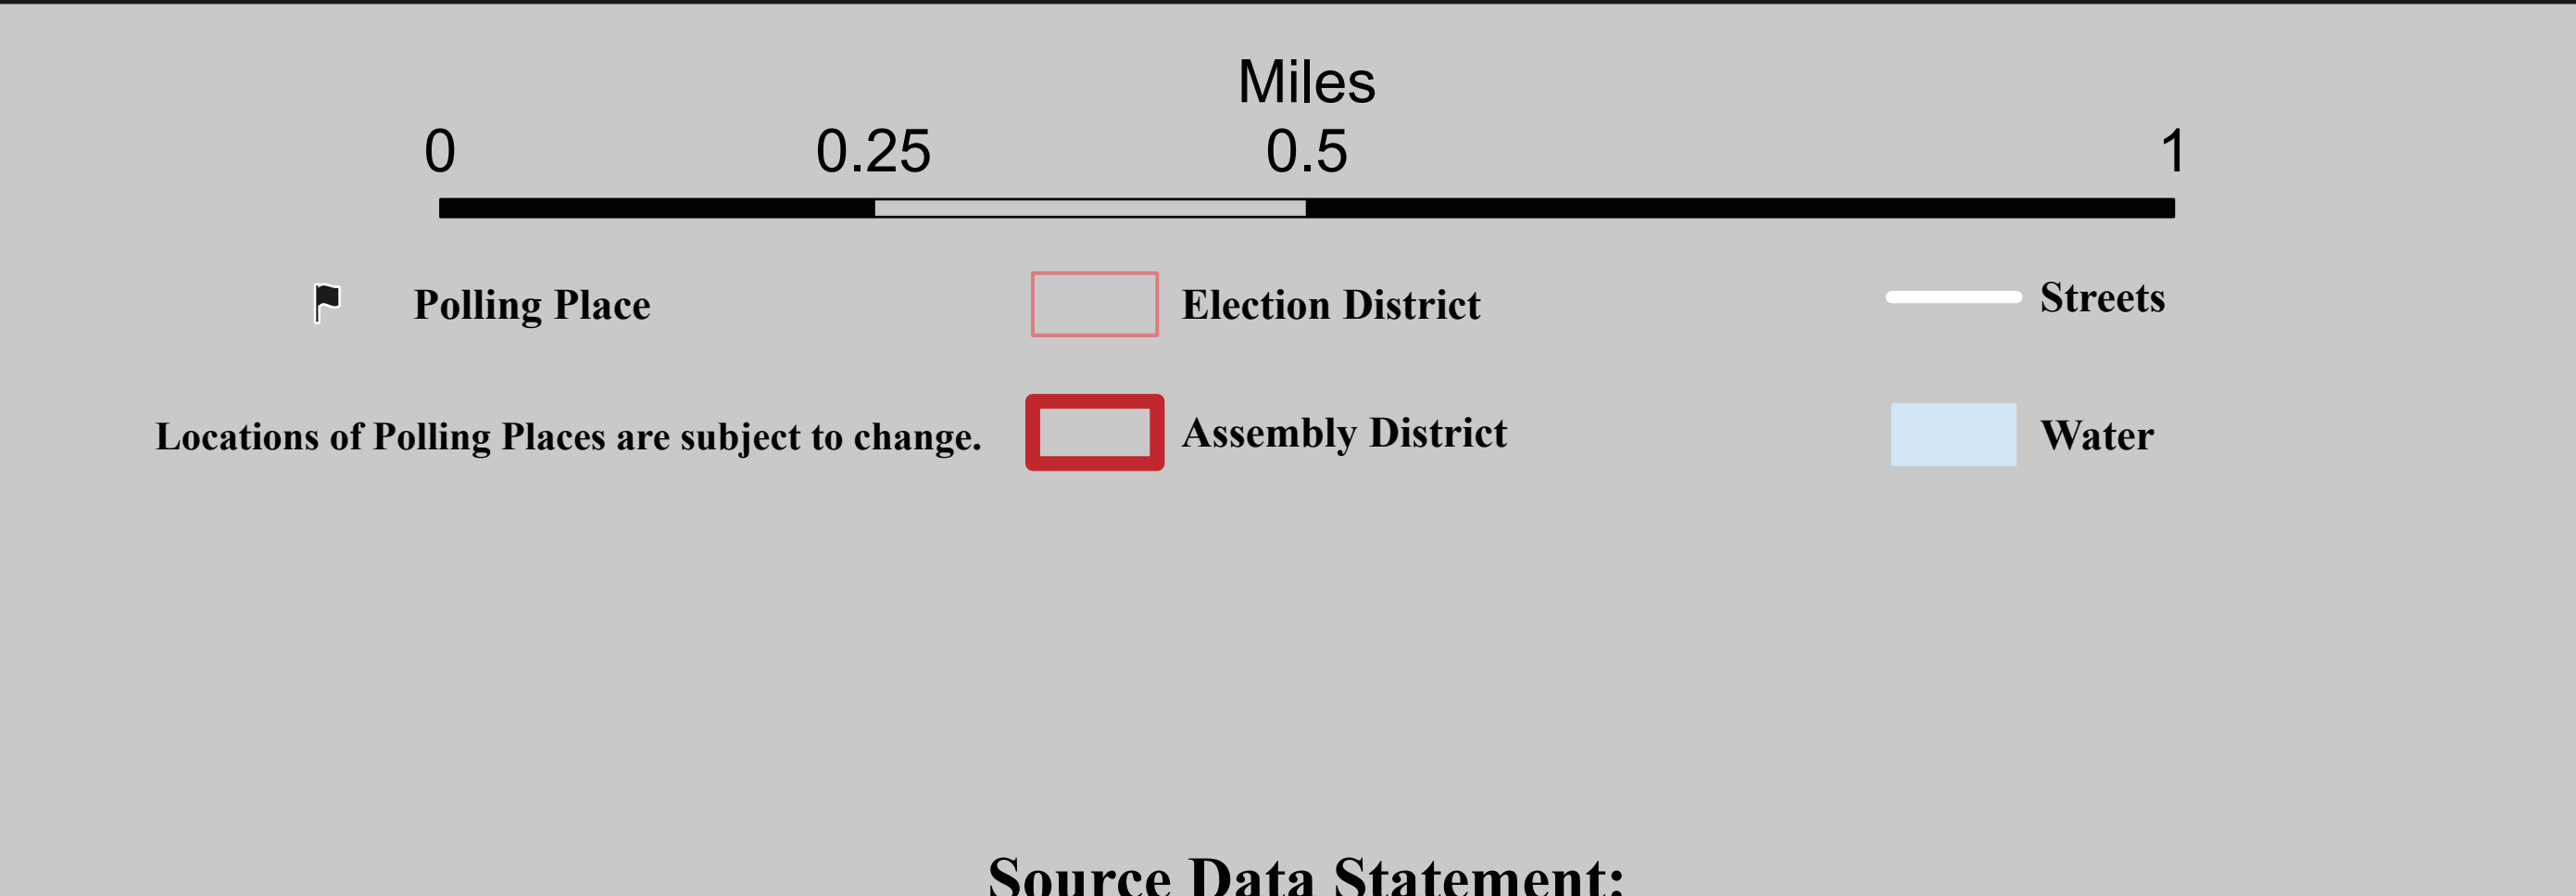 Miles
0 0.25 0.5 1
Polling Place Election District Streets
Locations of Polling Places are subject to change. Assembly District Water
Source Data Statement: